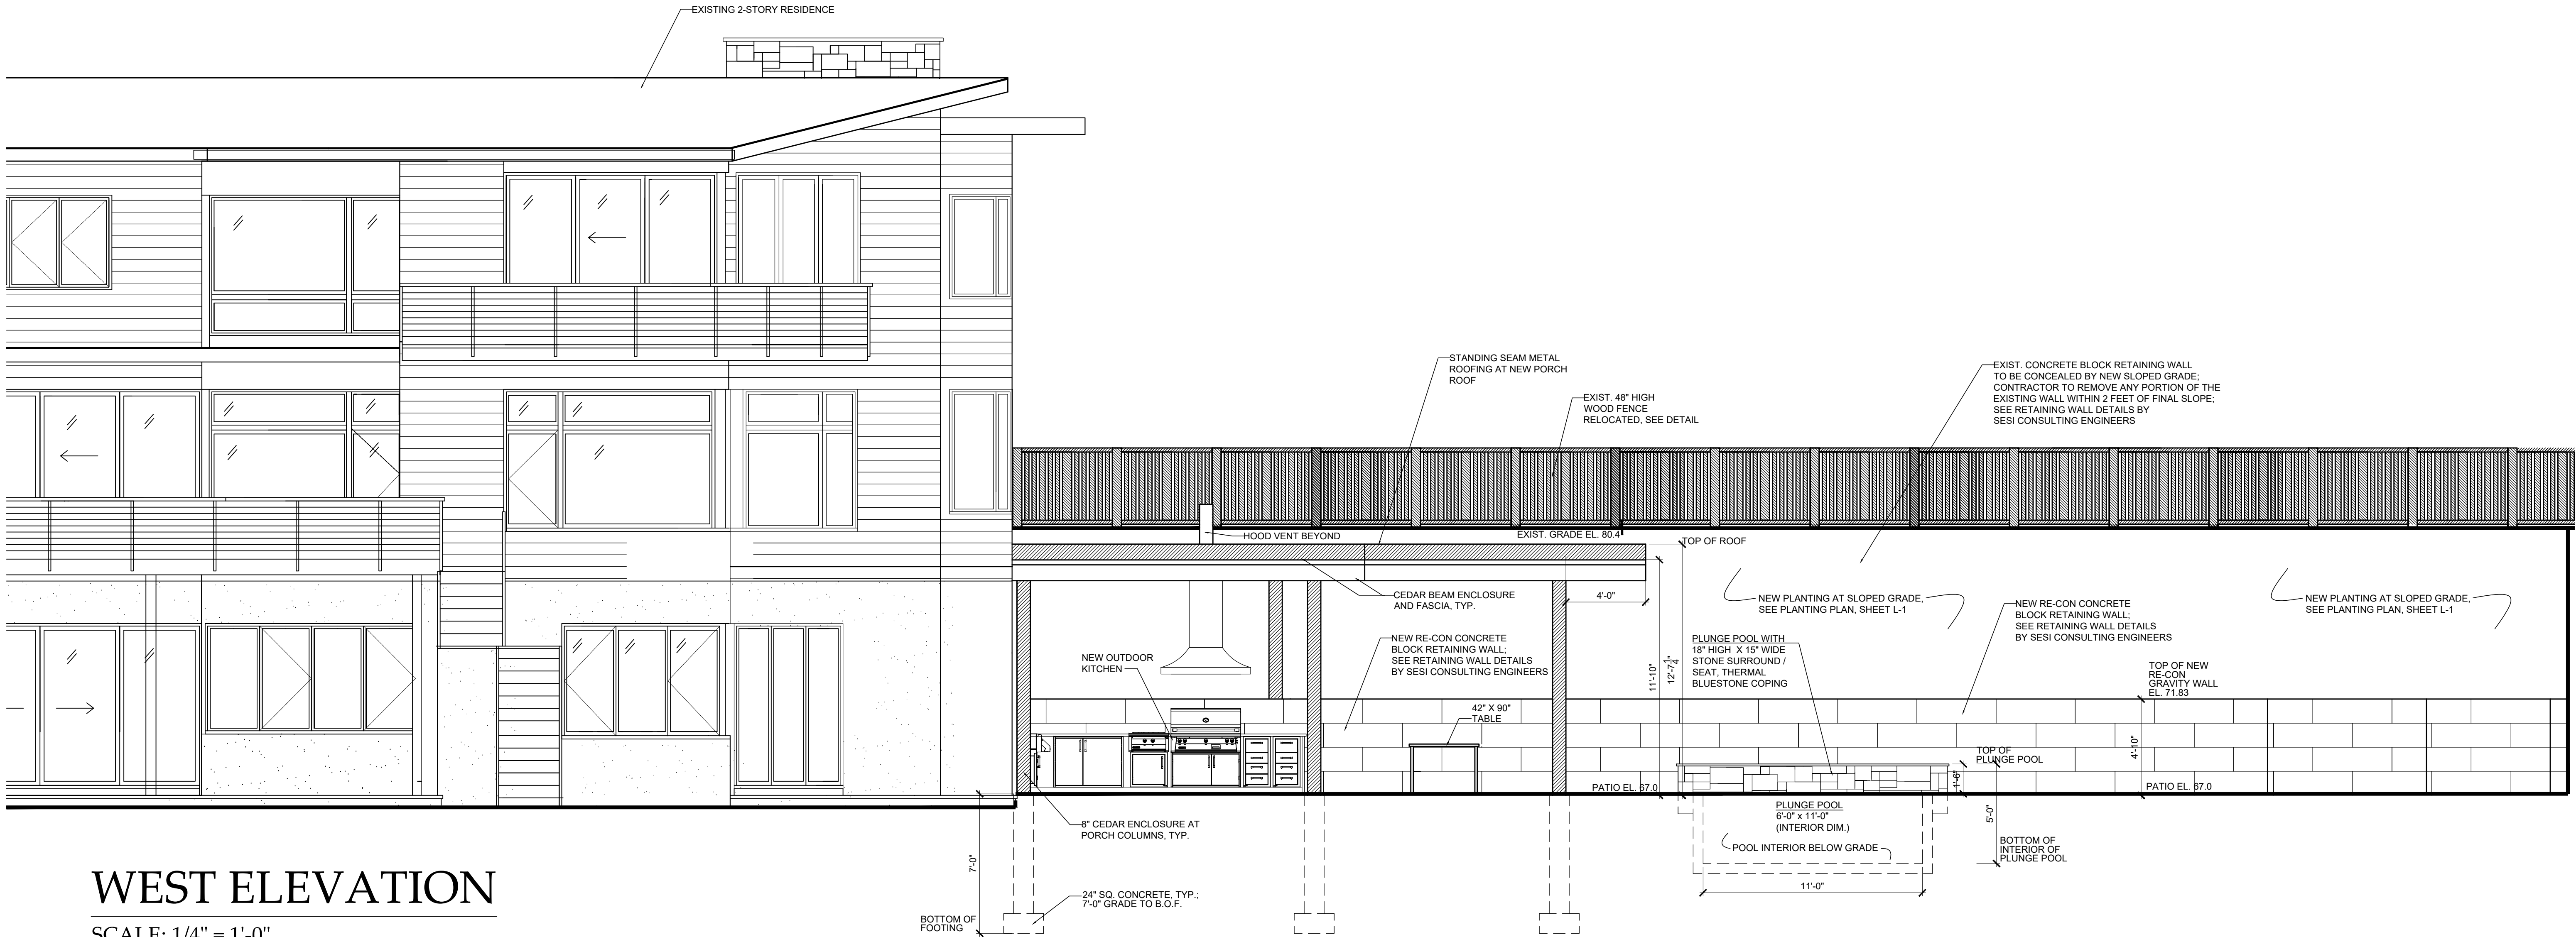 EXISTING 2-STORY RESIDENCE
STANDING SEAM METAL
ROOFING AT NEW PORCH
ROOF
EXIST. 48" HIGH
WOOD FENCE
RELOCATED, SEE DETAIL
EXIST. CONCRETE BLOCK RETAINING WALL
TO BE CONCEALED BY NEW SLOPED GRADE;
CONTRACTOR TO REMOVE ANY PORTION OF THE
EXISTING WALL WITHIN 2 FEET OF FINAL SLOPE;
SEE RETAINING WALL DETAILS BY
SESI CONSULTING ENGINEERS
HOOD VENT BEYOND
EXIST. GRADE EL. 80.4
TOP OF ROOF
CEDAR BEAM ENCLOSURE
AND FASCIA, TYP.
4'-0"
NEW PLANTING AT SLOPED GRADE,
SEE PLANTING PLAN, SHEET L-1
NEW RE-CON CONCRETE
BLOCK RETAINING WALL;
SEE RETAINING WALL DETAILS
BY SESI CONSULTING ENGINEERS
NEW PLANTING AT SLOPED GRADE,
SEE PLANTING PLAN, SHEET L-1
NEW OUTDOOR
KITCHEN
NEW RE-CON CONCRETE
BLOCK RETAINING WALL;
SEE RETAINING WALL DETAILS
BY SESI CONSULTING ENGINEERS
11'-10"
12'-7 1/4"
PLUNGE POOL WITH
18" HIGH X 15" WIDE
STONE SURROUND /
SEAT, THERMAL
BLUESTONE COPING
TOP OF NEW
RE-CON
GRAVITY WALL
EL. 71.83
42" X 90"
TABLE
4'-10"
TOP OF
PLUNGE POOL
1'-6"
PATIO EL. 67.0
PATIO EL. 67.0
5'-0"
PLUNGE POOL
6'-0" x 11'-0"
(INTERIOR DIM.)
POOL INTERIOR BELOW GRADE
BOTTOM OF
INTERIOR OF
PLUNGE POOL
11'-0"
8" CEDAR ENCLOSURE AT
PORCH COLUMNS, TYP.
7'-0"
24" SQ. CONCRETE, TYP.;
7'-0" GRADE TO B.O.F.
BOTTOM OF
FOOTING
WEST ELEVATION
SCALE: 1/4" = 1'-0"